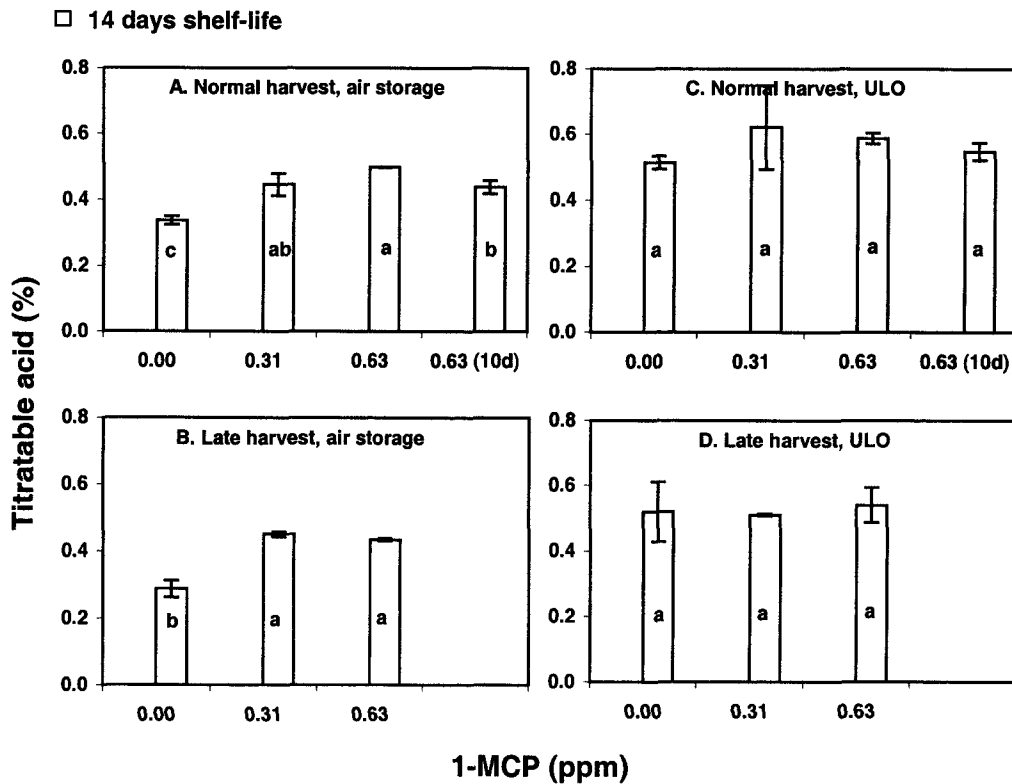 14 days shelf-life
A. Normal harvest, air storage
0.8
0.6
0.4
0.2
0.0
c
ab
a
b
0.00 0.31 0.63 0.63 (10d)
C. Normal harvest, ULO
0.8
0.6
0.4
0.2
0.0
a
a
a
a
0.00 0.31 0.63 0.63 (10d)
Titratable acid (%)
B. Late harvest, air storage
0.8
0.6
0.4
0.2
0.0
b
a
a
0.00 0.31 0.63
D. Late harvest, ULO
0.8
0.6
0.4
0.2
0.0
a
a
a
0.00 0.31 0.63
1-MCP (ppm)